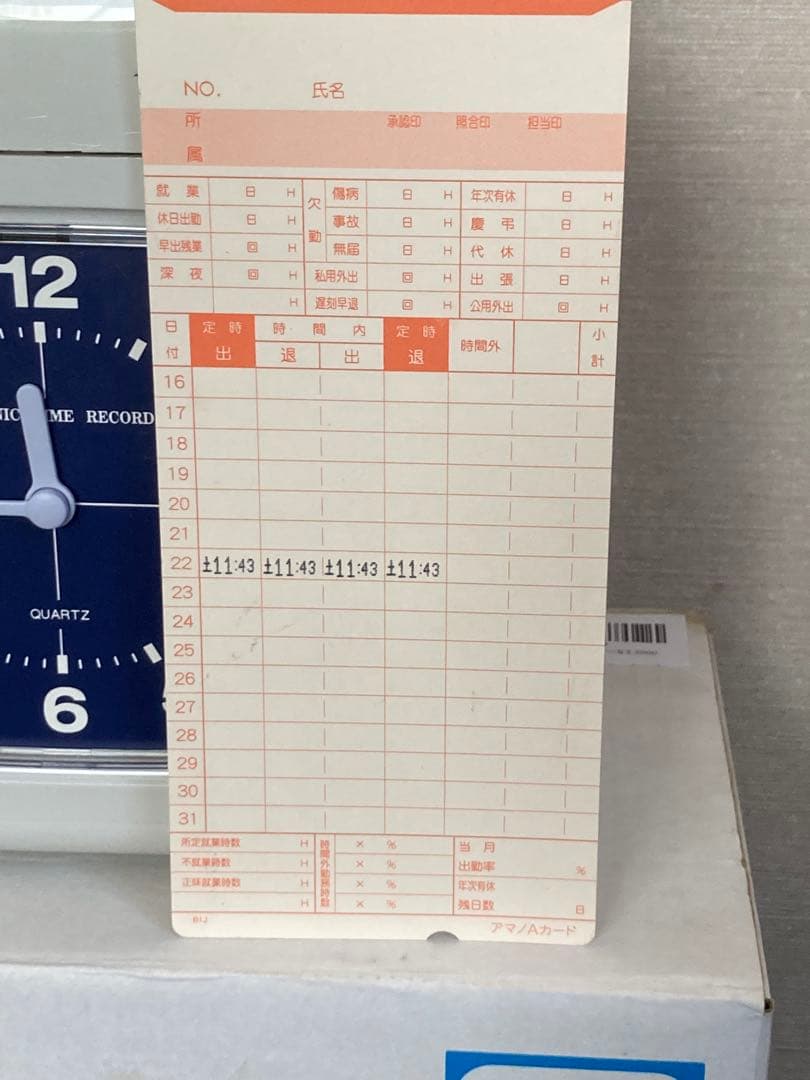 NO. 氏名
所属 承認印 照合印 担当印
就業 日 H 欠勤 傷病 日 H 年次有休 日 H
休日出勤 日 H 事故 日 H 慶弔 日 H
早出残業 回 H 無届 日 H 代休 日 H
深夜 回 H 私用外出 回 H 出張 日 H
H 遅刻早退 回 H 公用外出 回 H
日付 定時出 時間内 退 出 定時退 時間外 小計
16
17
18
19
20
21
22 土11:43 土11:43 土11:43 土11:43
23
24
25
26
27
28
29
30
31
所定就業時数 H 時間外勤務時数 × % 当月
不就業時数 H × % 出勤率 %
正味就業時数 H × % 年次有休
H × % 残日数 日
アマノAカード
12
ME RECORD
QUARTZ
6